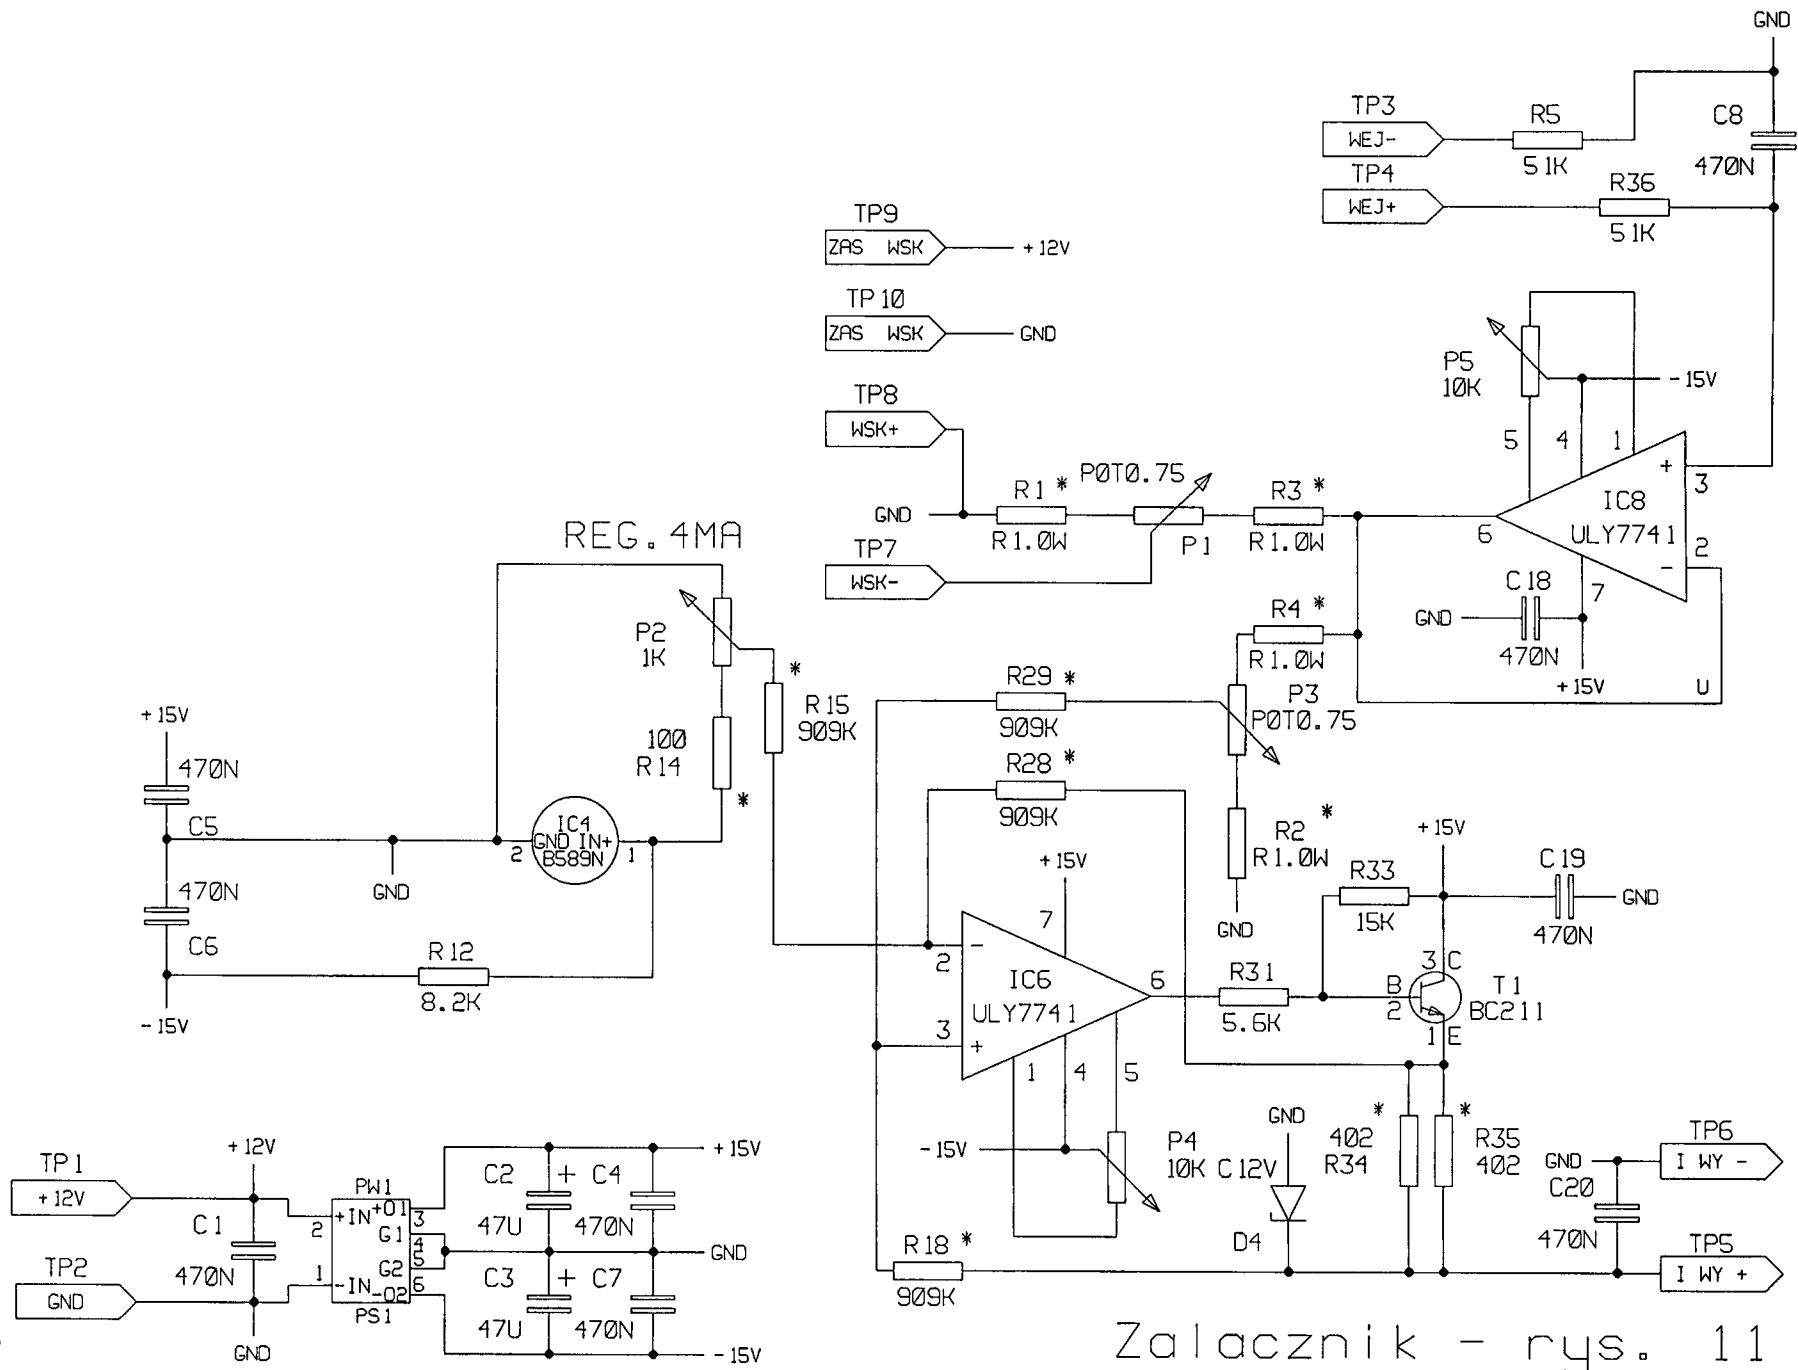 GND
TP3
WEJ-
R5
51K
C8
470N
TP4
WEJ+
R36
51K
TP9
ZAS WSK
+12V
TP10
ZAS WSK
GND
TP8
WSK+
P5
10K
-15V
5
4
1
+
3
IC8
ULY7741
6
2
-
7
C18
GND
470N
+15V
U
GND
R1 *
R1.0W
P0T0.75
P1
R3 *
R1.0W
TP7
WSK-
R4 *
R1.0W
P3
P0T0.75
REG.4MA
P2
1K
*
R15
909K
100
R14
*
R29 *
909K
R28 *
909K
*
R2
R1.0W
GND
+15V
470N
C5
IC4
GND IN+
B589N
2
1
GND
470N
C6
R12
8.2K
-15V
+15V
7
-
2
IC6
ULY7741
6
3
+
1
4
5
R31
5.6K
R33
15K
+15V
C19
470N
GND
3 C
B
2
T1
BC211
1 E
-15V
P4
10K
GND
C12V
D4
*
402
R34
*
R35
402
R18 *
909K
GND
C20
470N
TP6
I WY -
TP5
I WY +
TP1
+12V
+12V
C1
470N
TP2
GND
GND
PW1
+IN
+O1
G1
G2
-IN
-O2
PS1
2
1
3
4
5
6
C2
+
47U
C4
470N
+15V
GND
C3
+
47U
C7
470N
-15V
Zalacznik - rys. 11